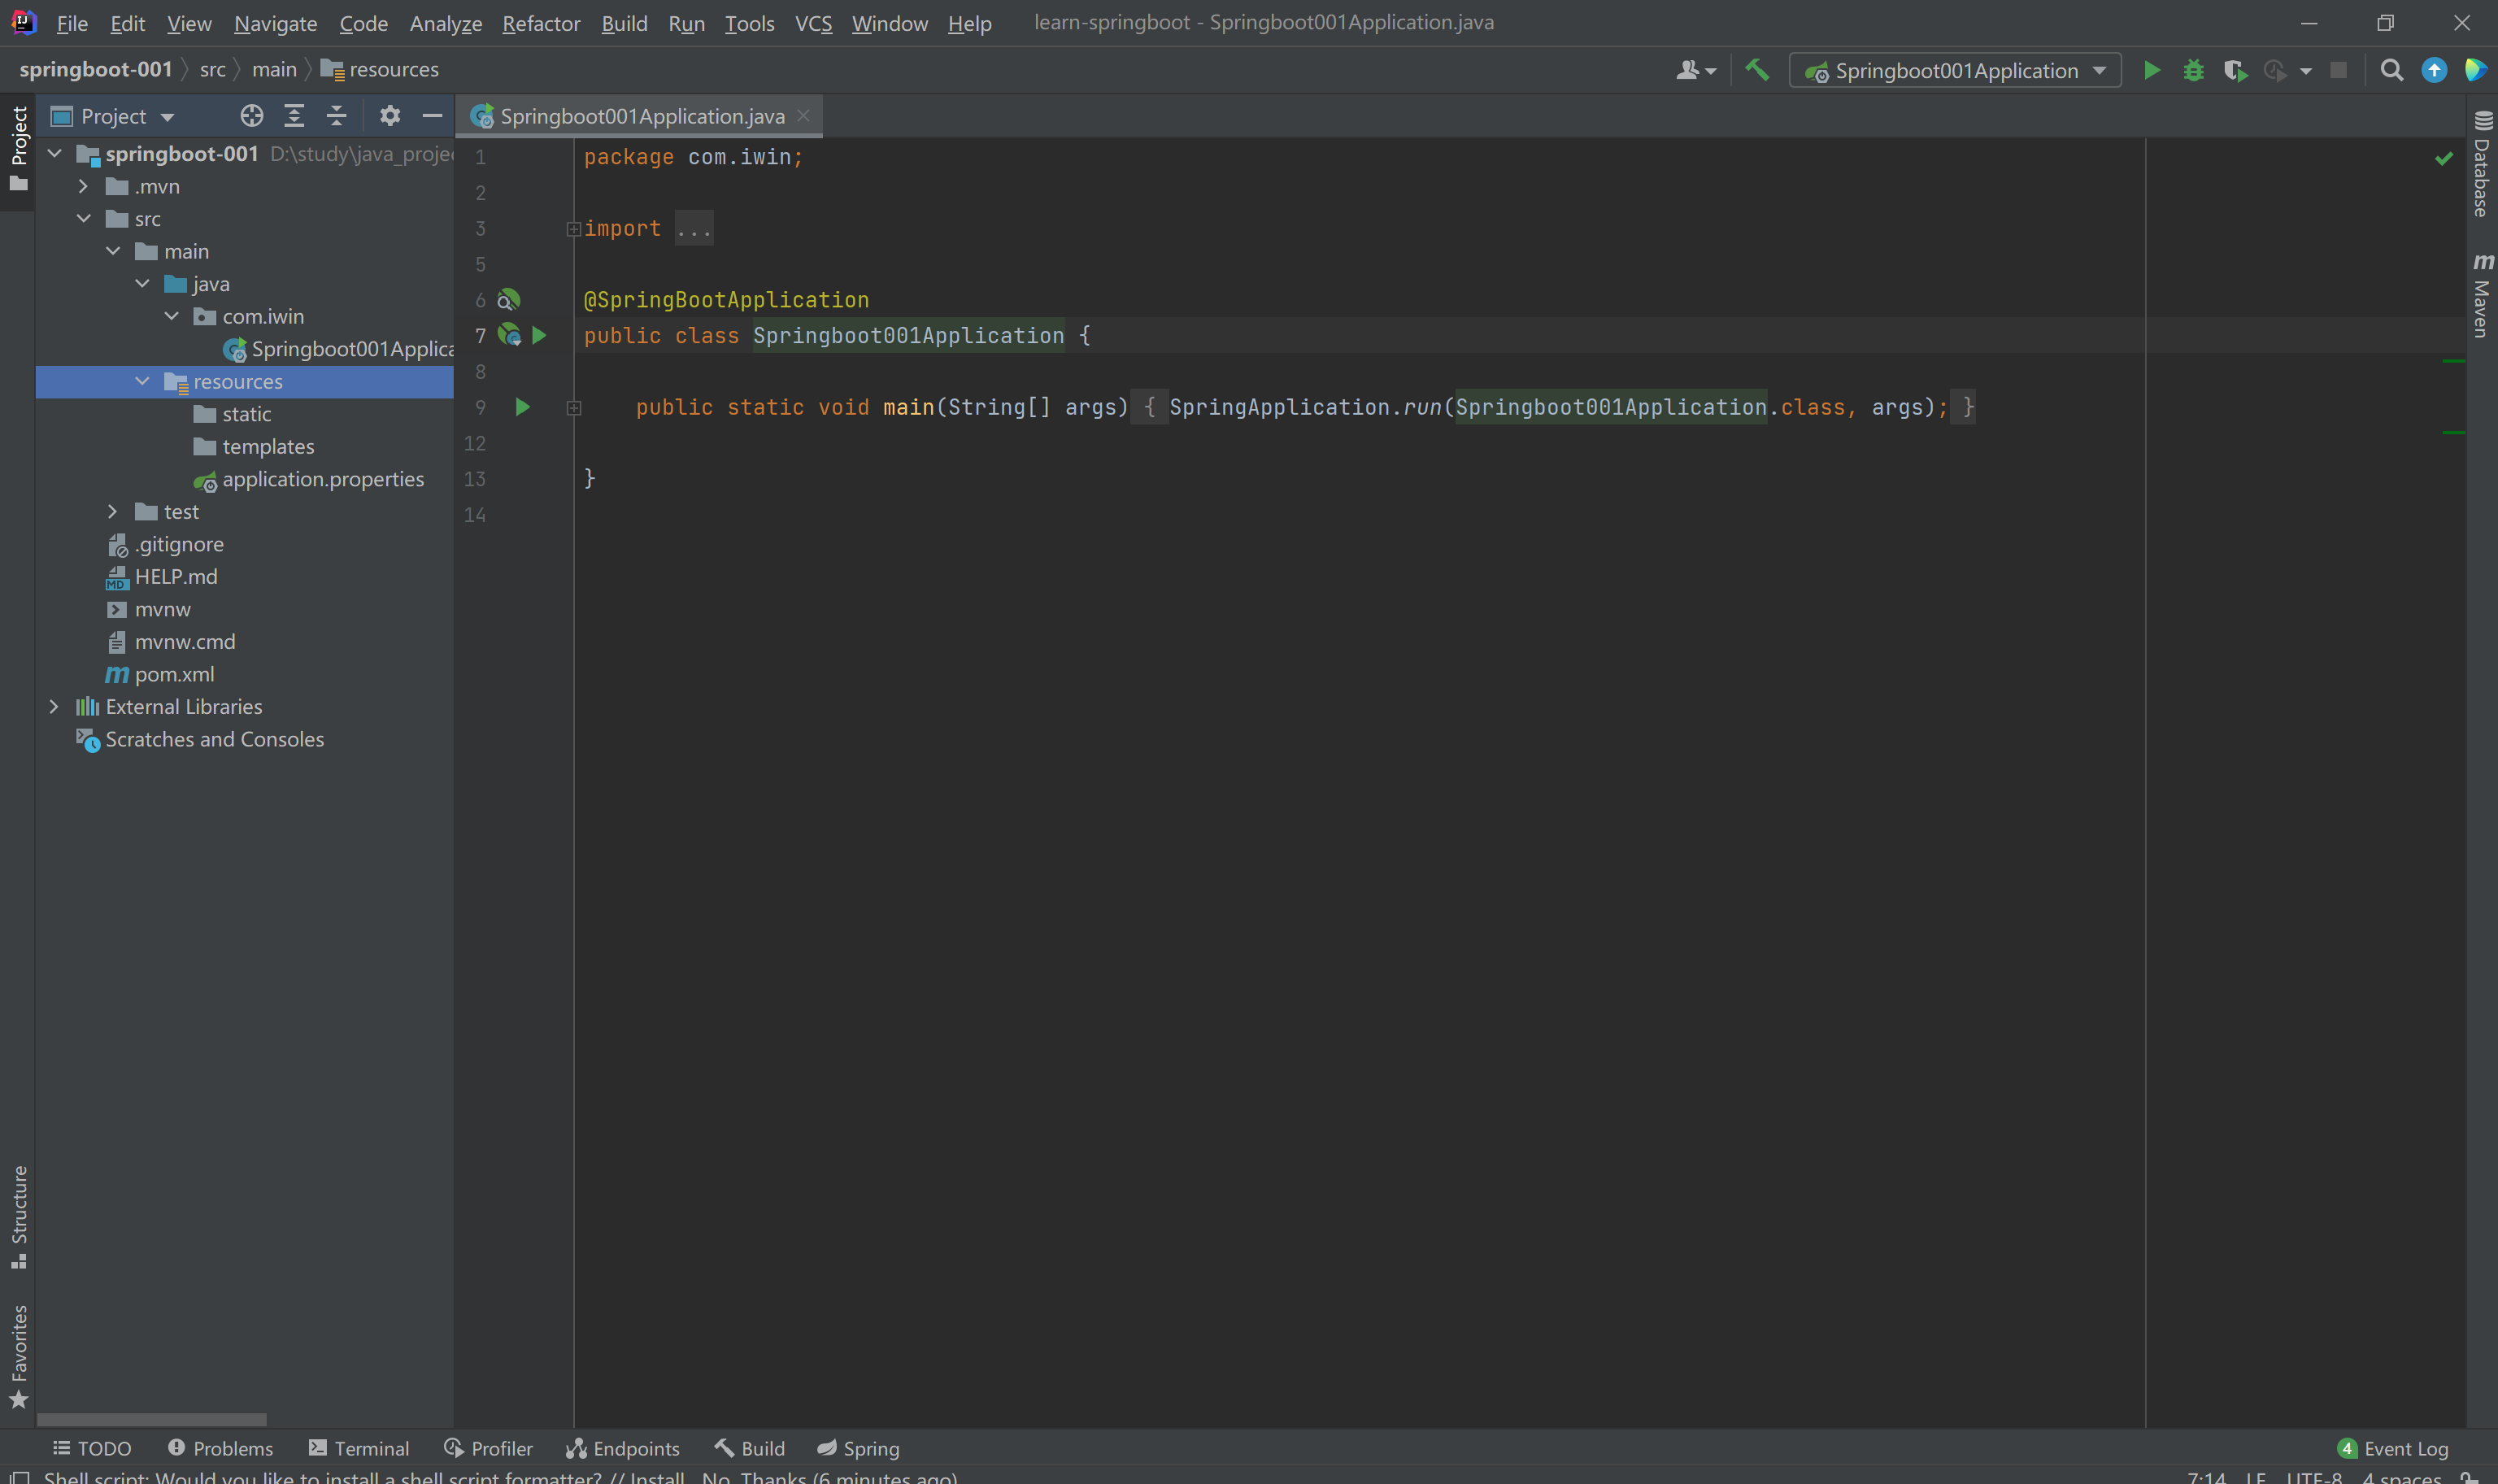 File Edit View Navigate Code Analyze Refactor Build Run Tools VCS Window Help learn-springboot - Springboot001Application.java
springboot-001 src main resources Springboot001Application
Project
Project
springboot-001 D:\study\java_proje
.mvn
src
main
java
com.iwin
Springboot001Applica
resources
static
templates
application.properties
test
.gitignore
HELP.md
mvnw
mvnw.cmd
pom.xml
External Libraries
Scratches and Consoles
Structure
Favorites
Springboot001Application.java
1 package com.iwin;
2
3 import ...
5
6 @SpringBootApplication
7 public class Springboot001Application {
8
9 public static void main(String[] args) { SpringApplication.run(Springboot001Application.class, args); }
12
13 }
14
Database
m Maven
TODO Problems Terminal Profiler Endpoints Build Spring 4 Event Log
Shell script: Would you like to install a shell script formatter? // Install No, Thanks (6 minutes ago) 7:14 LF UTF-8 4 spaces